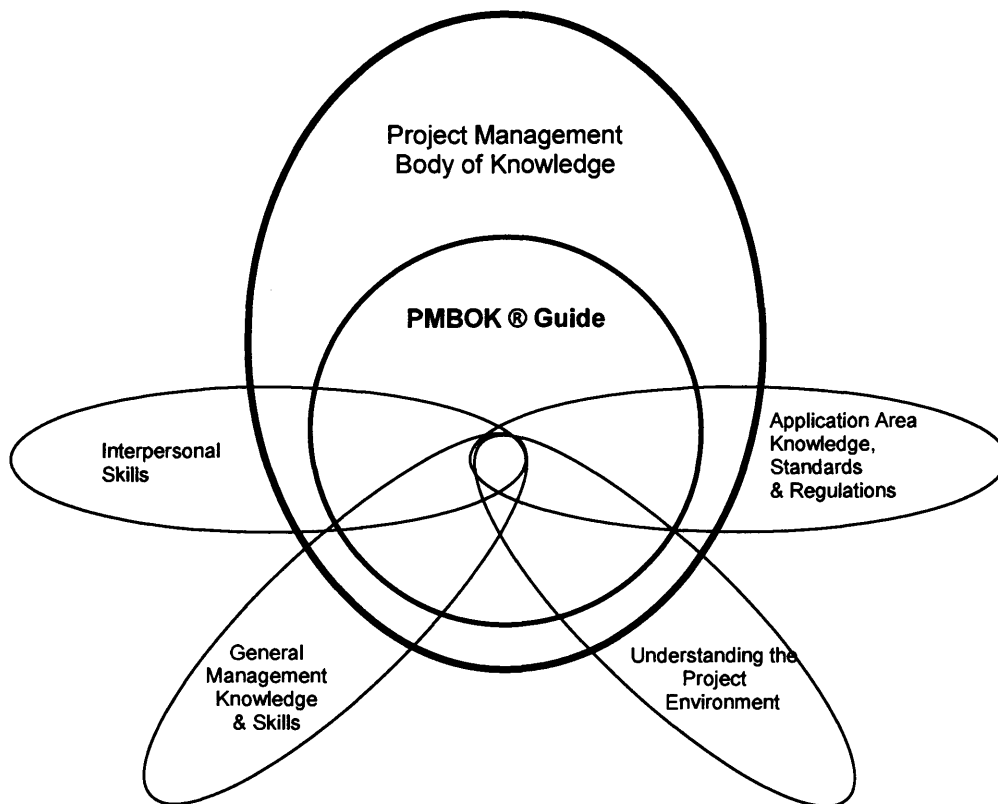 Project Management
Body of Knowledge
PMBOK ® Guide
Interpersonal
Skills
Application Area
Knowledge,
Standards
& Regulations
General
Management
Knowledge
& Skills
Understanding the
Project
Environment